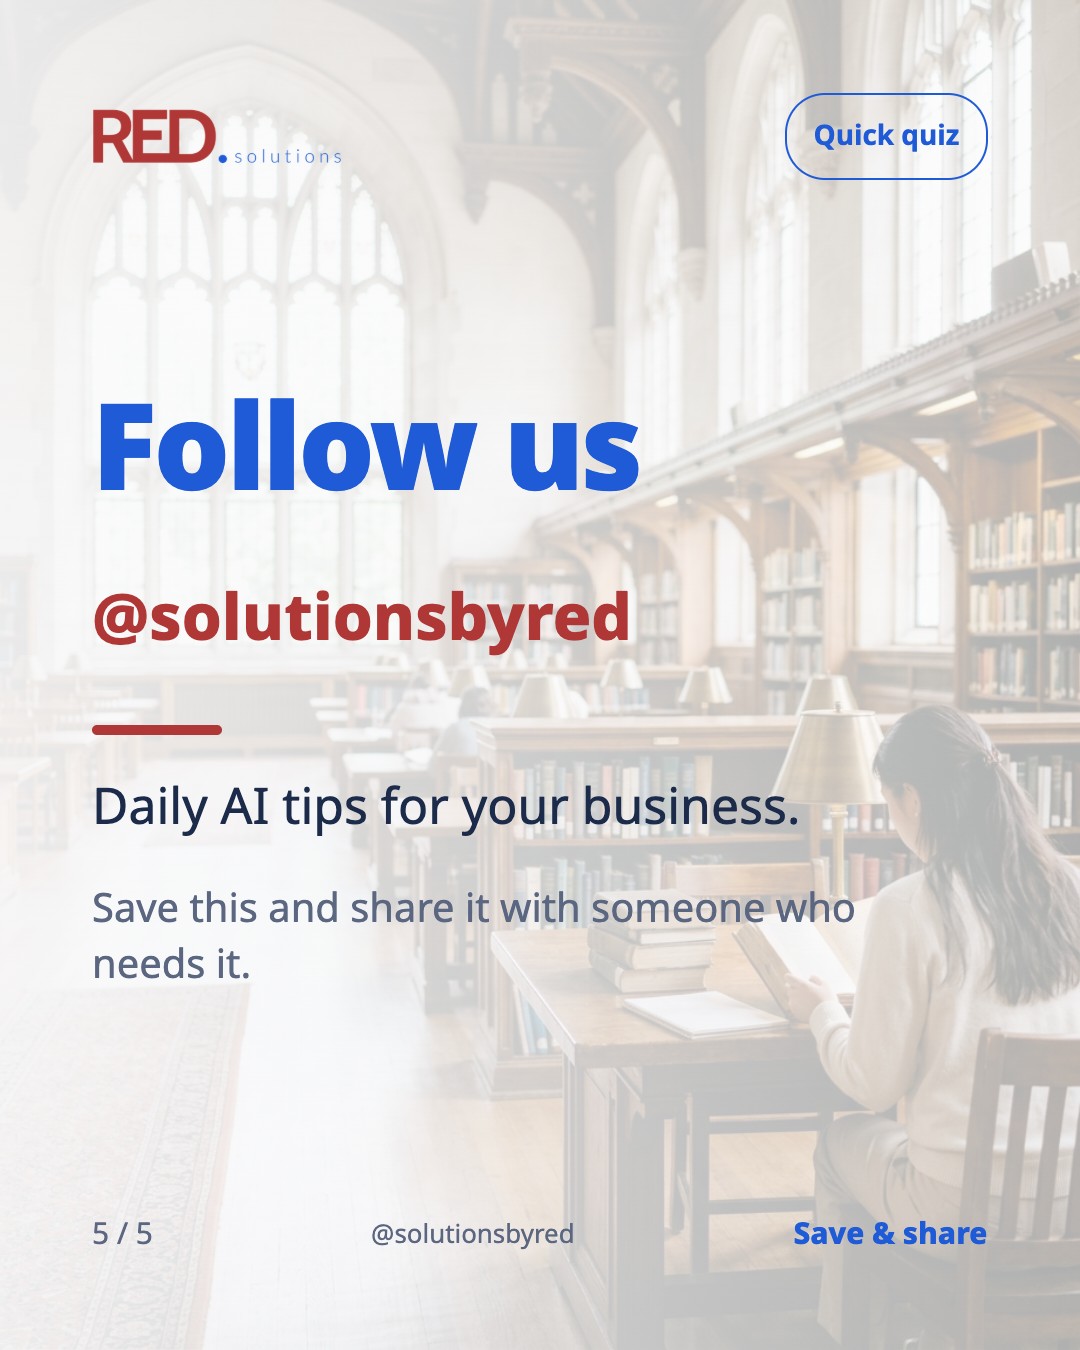 RED.solutions
Quick quiz
Follow us
@solutionsbyred
Daily AI tips for your business.
Save this and share it with someone who
needs it.
5 / 5
@solutionsbyred
Save & share